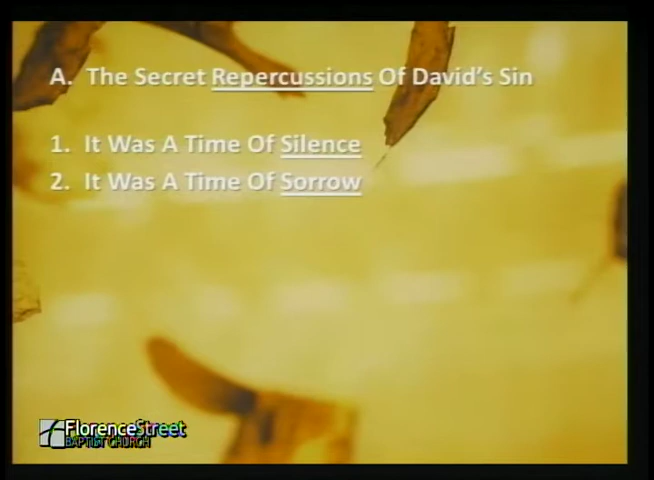 A. The Secret Repercussions Of David's Sin
1. It Was A Time Of Silence
2. It Was A Time Of Sorrow
FlorenceStreet
BAPTIST CHURCH